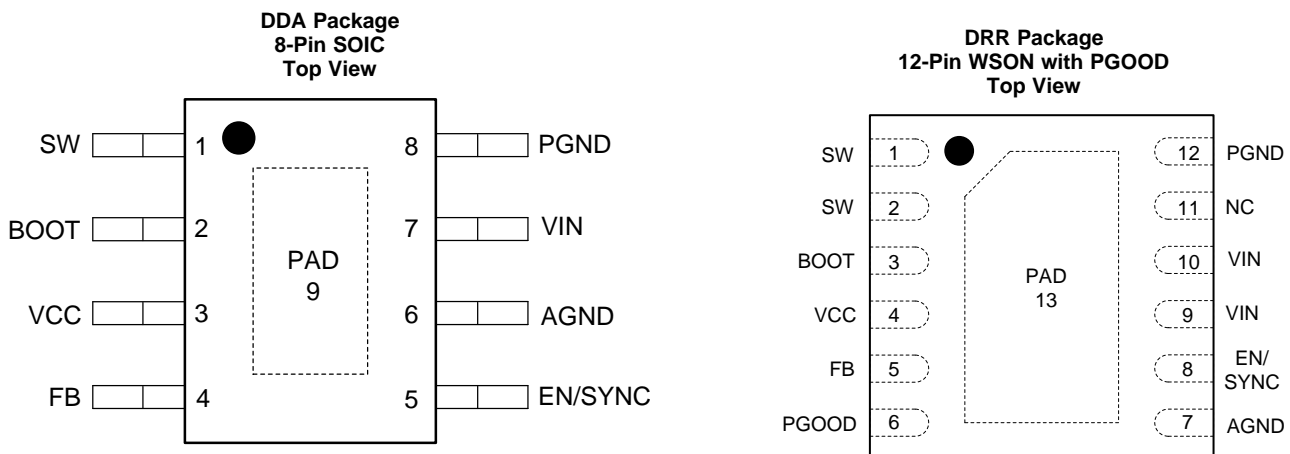 DDA Package
8-Pin SOIC
Top View
SW 1 8 PGND
BOOT 2 7 VIN
PAD
9
VCC 3 6 AGND
FB 4 5 EN/SYNC
DRR Package
12-Pin WSON with PGOOD
Top View
SW 1 12 PGND
SW 2 11 NC
BOOT 3 10 VIN
PAD
13
VCC 4 9 VIN
FB 5 8 EN/
SYNC
PGOOD 6 7 AGND